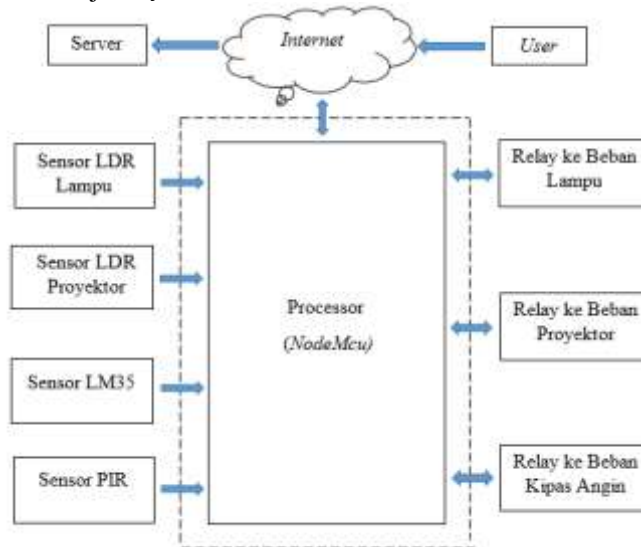 Server
Internet
User
Sensor LDR
Lampu
Sensor LDR
Proyektor
Sensor LM35
Sensor PIR
Processor
(NodeMcu)
Relay ke Beban
Lampu
Relay ke Beban
Proyektor
Relay ke Beban
Kipas Angin